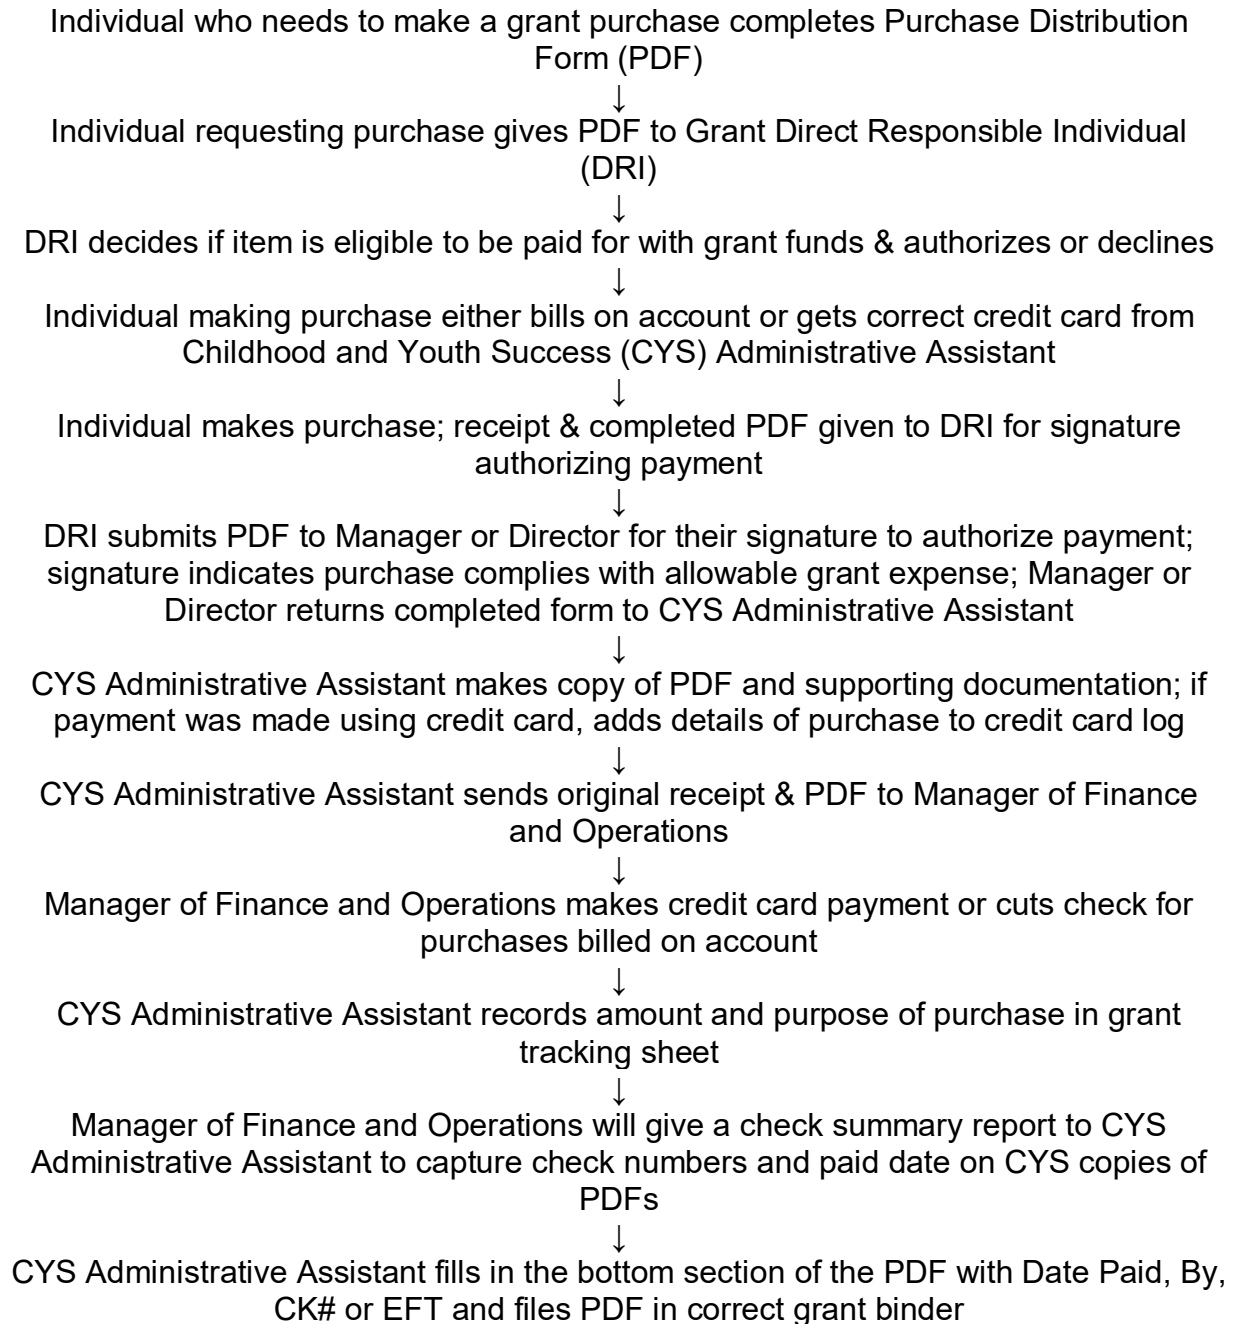 Individual who needs to make a grant purchase completes Purchase Distribution
Form (PDF)
↓
Individual requesting purchase gives PDF to Grant Direct Responsible Individual
(DRI)
↓
DRI decides if item is eligible to be paid for with grant funds & authorizes or declines
↓
Individual making purchase either bills on account or gets correct credit card from
Childhood and Youth Success (CYS) Administrative Assistant
↓
Individual makes purchase; receipt & completed PDF given to DRI for signature
authorizing payment
↓
DRI submits PDF to Manager or Director for their signature to authorize payment;
signature indicates purchase complies with allowable grant expense; Manager or
Director returns completed form to CYS Administrative Assistant
↓
CYS Administrative Assistant makes copy of PDF and supporting documentation; if
payment was made using credit card, adds details of purchase to credit card log
↓
CYS Administrative Assistant sends original receipt & PDF to Manager of Finance
and Operations
↓
Manager of Finance and Operations makes credit card payment or cuts check for
purchases billed on account
↓
CYS Administrative Assistant records amount and purpose of purchase in grant
tracking sheet
↓
Manager of Finance and Operations will give a check summary report to CYS
Administrative Assistant to capture check numbers and paid date on CYS copies of
PDFs
↓
CYS Administrative Assistant fills in the bottom section of the PDF with Date Paid, By,
CK# or EFT and files PDF in correct grant binder